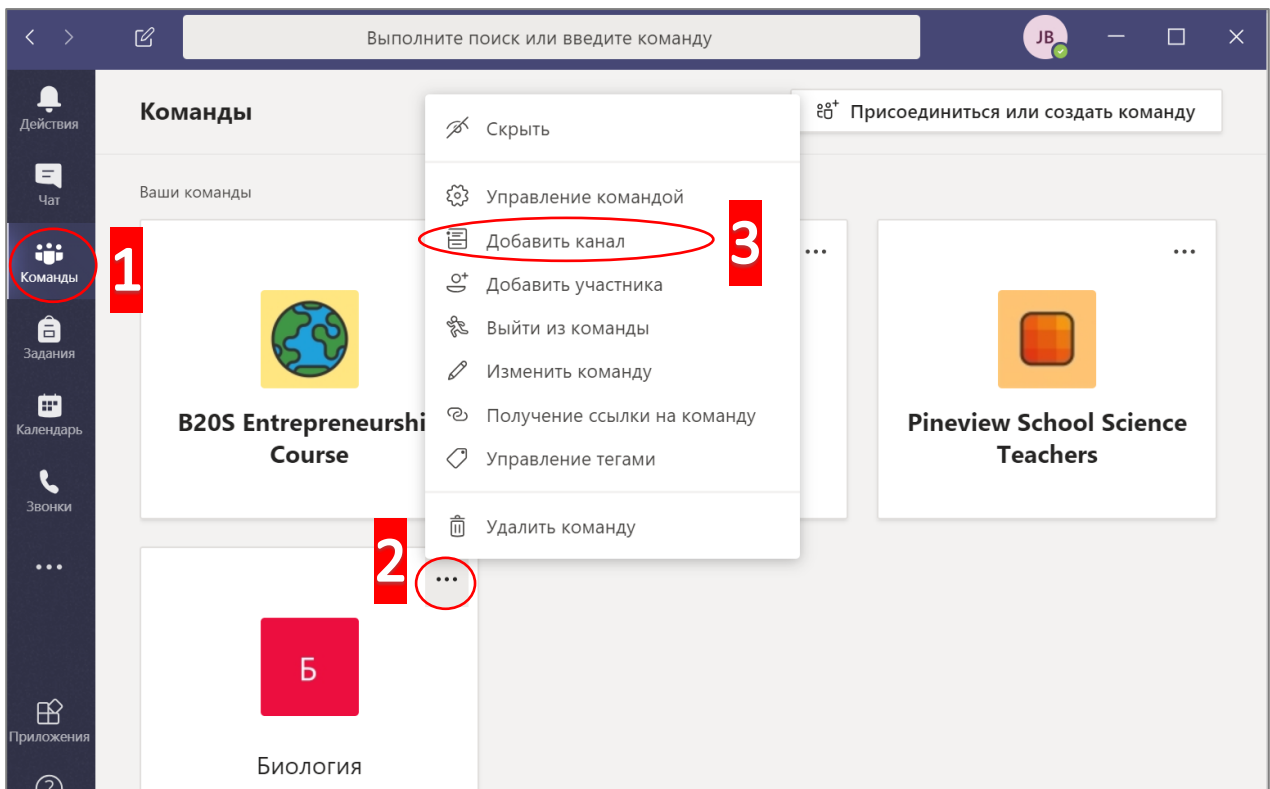 Выполните поиск или введите команду
JB
Действия
Чат
Команды
Задания
Календарь
Звонки
Приложения
Команды
Присоединиться или создать команду
Ваши команды
1
B20S Entrepreneurshi
Course
Скрыть
Управление командой
Добавить канал
3
Добавить участника
Выйти из команды
Изменить команду
Получение ссылки на команду
Управление тегами
Удалить команду
Pineview School Science
Teachers
2
Б
Биология